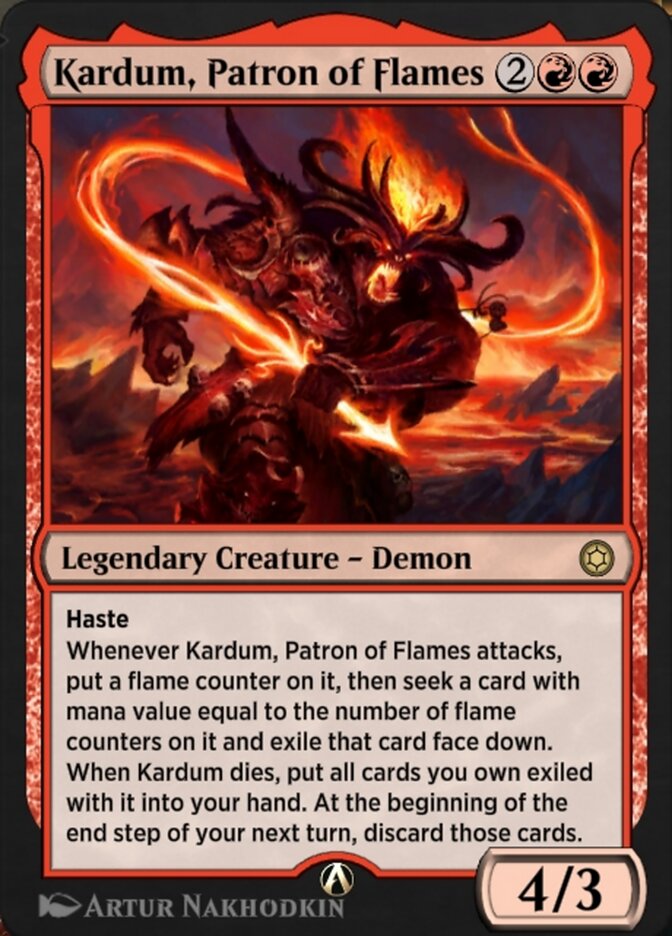 Kardum, Patron of Flames 2
Legendary Creature – Demon
Haste
Whenever Kardum, Patron of Flames attacks,
put a flame counter on it, then seek a card with
mana value equal to the number of flame
counters on it and exile that card face down.
When Kardum dies, put all cards you own exiled
with it into your hand. At the beginning of the
end step of your next turn, discard those cards.
4/3
Artur Nakhodkin